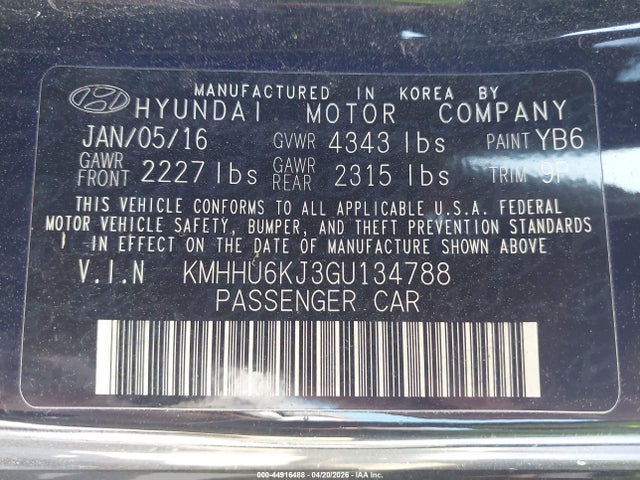 MANUFACTURED IN KOREA BY
HYUNDAI MOTOR COMPANY
JAN/05/16 GVWR 4343 lbs PAINT YB6
GAWR FRONT 2227 lbs GAWR REAR 2315 lbs TRIM 9P
THIS VEHICLE CONFORMS TO ALL APPLICABLE U.S.A. FEDERAL
MOTOR VEHICLE SAFETY, BUMPER, AND THEFT PREVENTION STANDARDS
IN EFFECT ON THE DATE OF MANUFACTURE SHOWN ABOVE
V.I.N KMHHU6KJ3GU134788
PASSENGER CAR
000-44916488 - 04/20/2026 - IAA Inc.